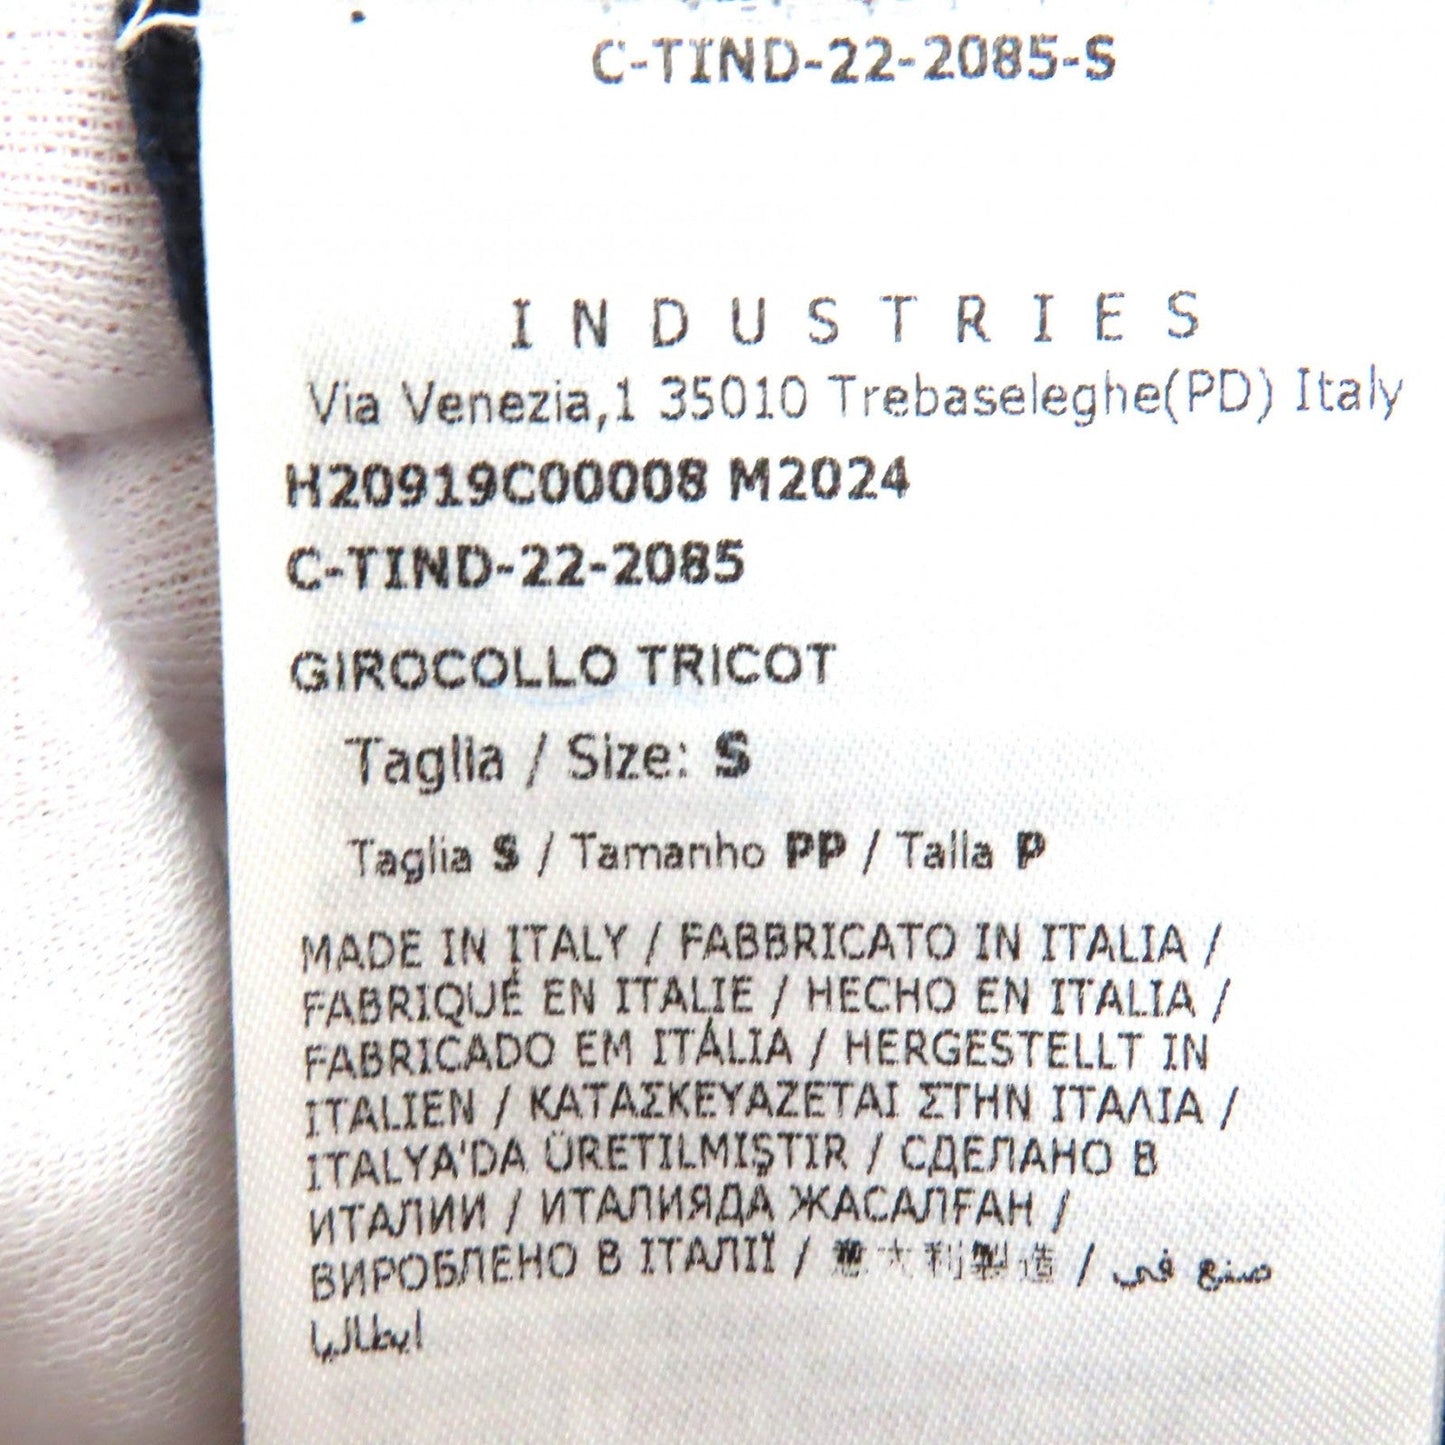 C-TIND-22-2085-S
INDUSTRIES
Via Venezia,1 35010 Trebaseleghe(PD) Italy
H20919C00008 M2024
C-TIND-22-2085
GIROCOLLO TRICOT
Taglia / Size: S
Taglia S / Tamanho PP / Talla P
MADE IN ITALY / FABBRICATO IN ITALIA /
FABRIQUÉ EN ITALIE / HECHO EN ITALIA /
FABRICADO EM ITÁLIA / HERGESTELLT IN
ITALIEN / ΚΑΤΑΣΚΕΥΑΖΕΤΑΙ ΣΤΗΝ ΙΤΑΛΙΑ /
ITALYA'DA ÜRETILMIŞTIR / СДЕЛАНО В
ИТАЛИИ / ИТАЛИЯДА ЖАСАЛҒАН /
ВИРОБЛЕНО В ІТАЛІЇ / 意大利製造 / صنع في
ايطاليا